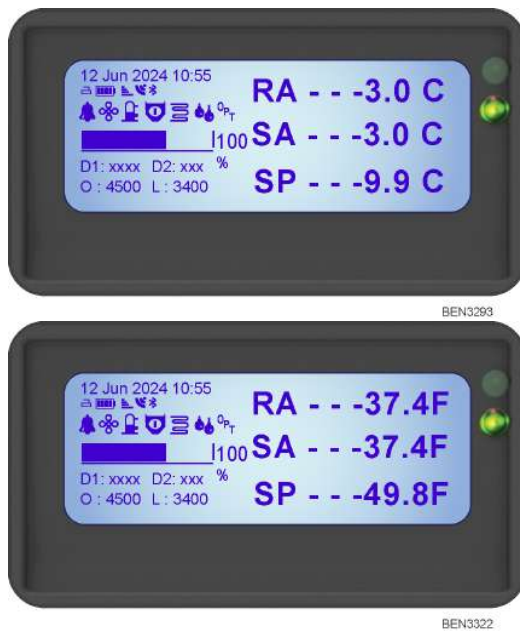 12 Jun 2024 10:55
RA - - -3.0 C
OPT
|100
SA - - -3.0 C
D1: xxxx D2: xxx %
O : 4500 L : 3400
SP - - -9.9 C
BEN3293
12 Jun 2024 10:55
RA - - -37.4F
OPT
|100
SA - - -37.4F
D1: xxxx D2: xxx %
O : 4500 L : 3400
SP - - -49.8F
BEN3322